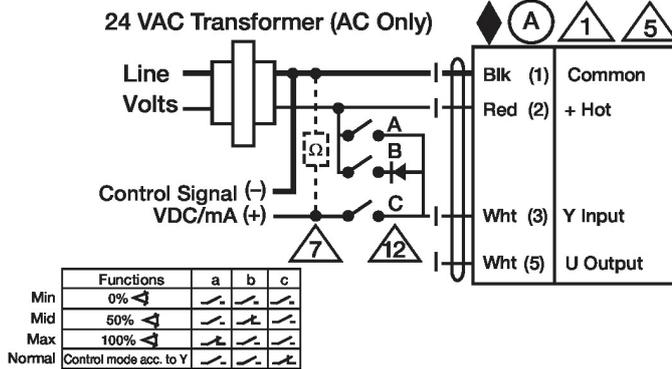 24 VAC Transformer (AC Only)
A 1 5
Line
Volts
Blk (1) Common
Red (2) + Hot
A
B
Ω
Control Signal (–)
VDC/mA (+)
C
Wht (3) Y Input
7 12
Wht (5) U Output
Functions a b c
Min 0%
Mid 50%
Max 100%
Normal Control mode acc. to Y